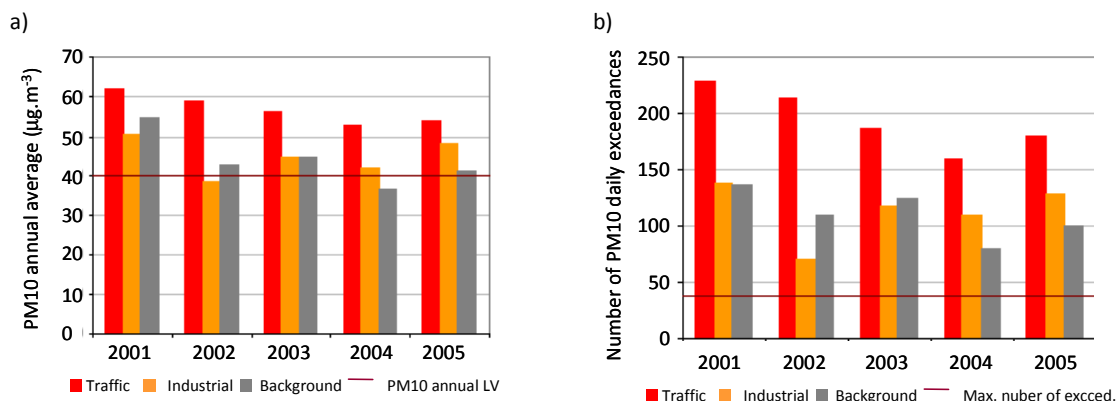 a)
PM10 annual average (µg.m⁻³)
70
60
50
40
30
20
10
0
2001 2002 2003 2004 2005
Traffic Industrial Background PM10 annual LV
b)
Number of PM10 daily exceedances
250
200
150
100
50
0
2001 2002 2003 2004 2005
Traffic Industrial Background Max. nuber of excced.